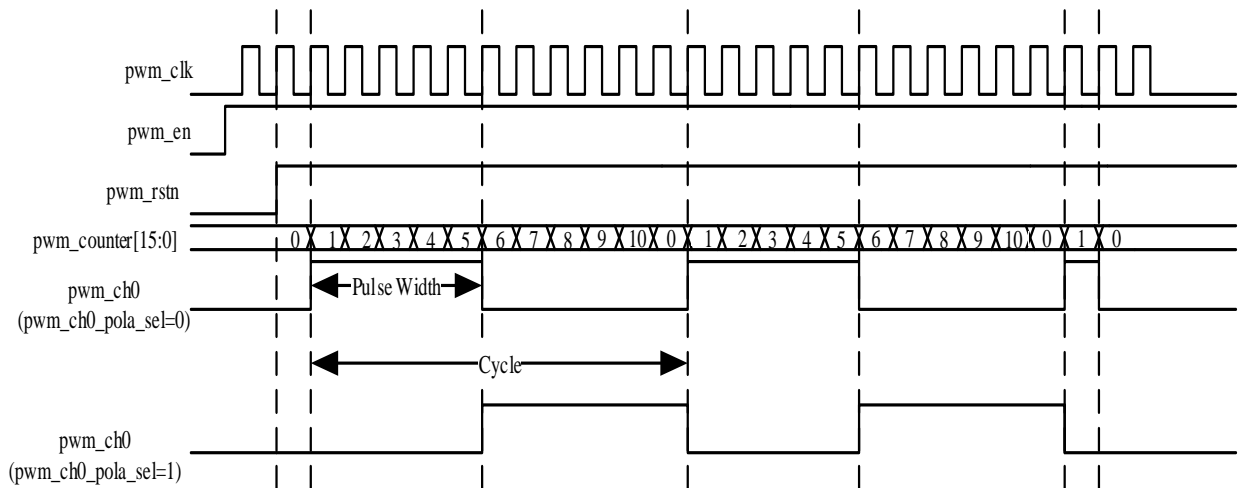 pwm_clk
pwm_en
pwm_rstn
pwm_counter[15:0] 0 1 2 3 4 5 6 7 8 9 10 0 1 2 3 4 5 6 7 8 9 10 0 1 0
pwm_ch0
(pwm_ch0_pola_sel=0)
Pulse Width
Cycle
pwm_ch0
(pwm_ch0_pola_sel=1)